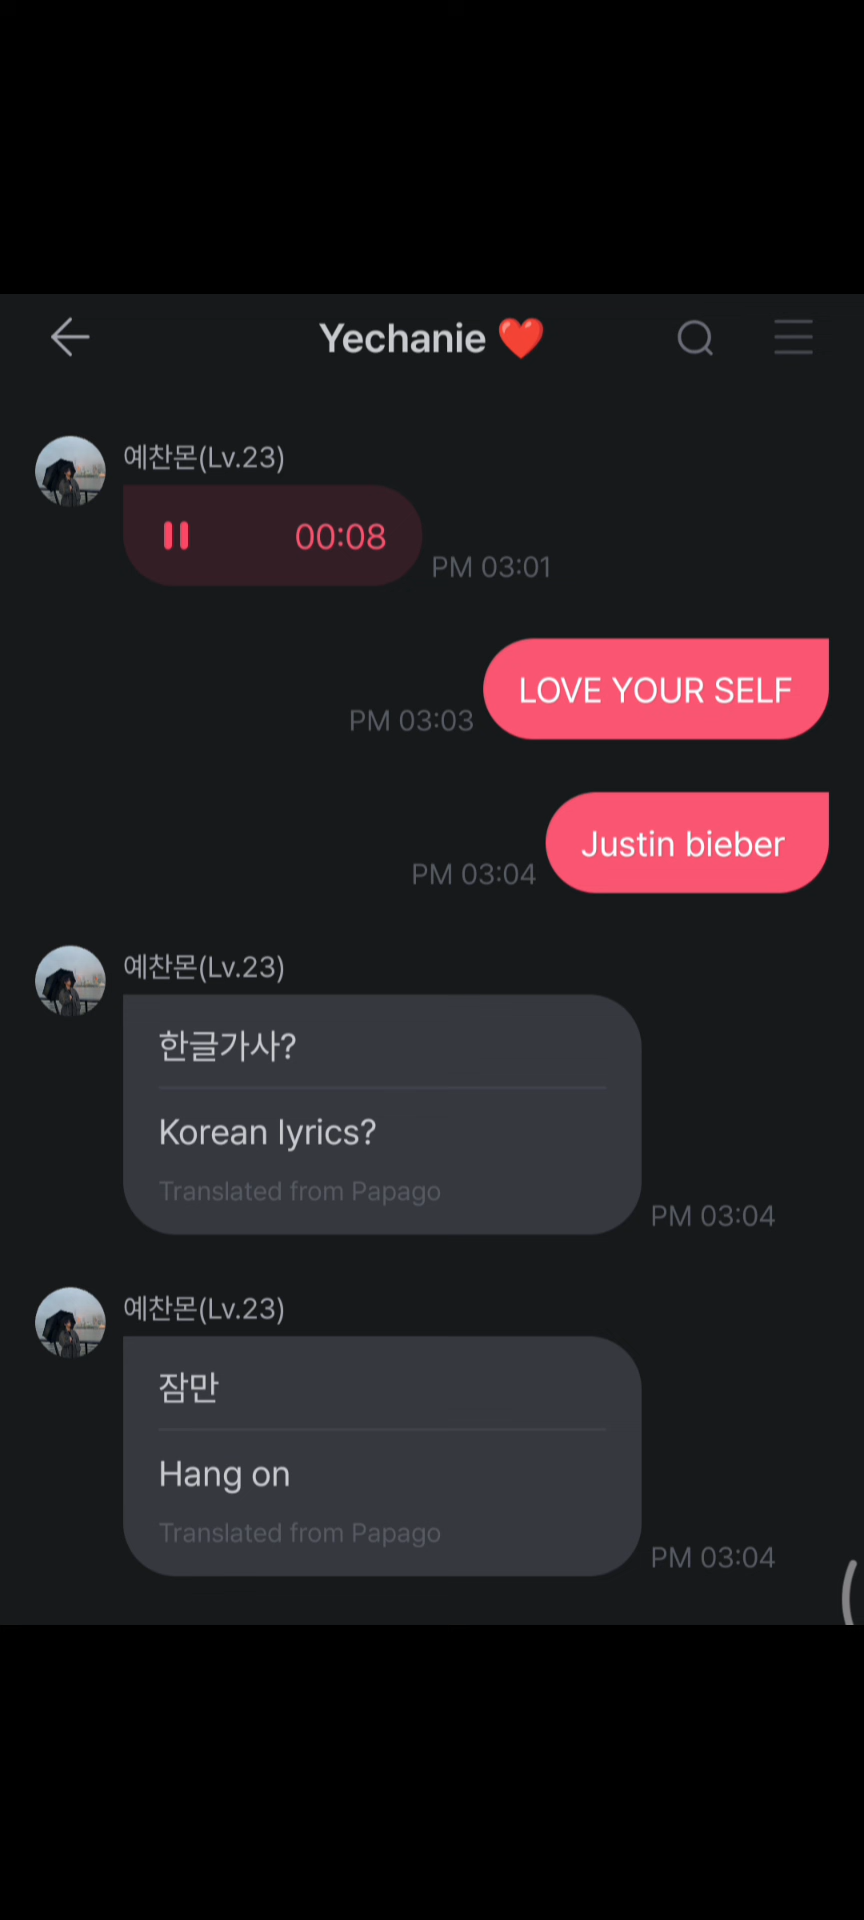 Yechanie ❤️
예찬몬(Lv.23)
00:08
PM 03:01
LOVE YOUR SELF
PM 03:03
Justin bieber
PM 03:04
예찬몬(Lv.23)
한글가사?
Korean lyrics?
Translated from Papago
PM 03:04
예찬몬(Lv.23)
잠만
Hang on
Translated from Papago
PM 03:04